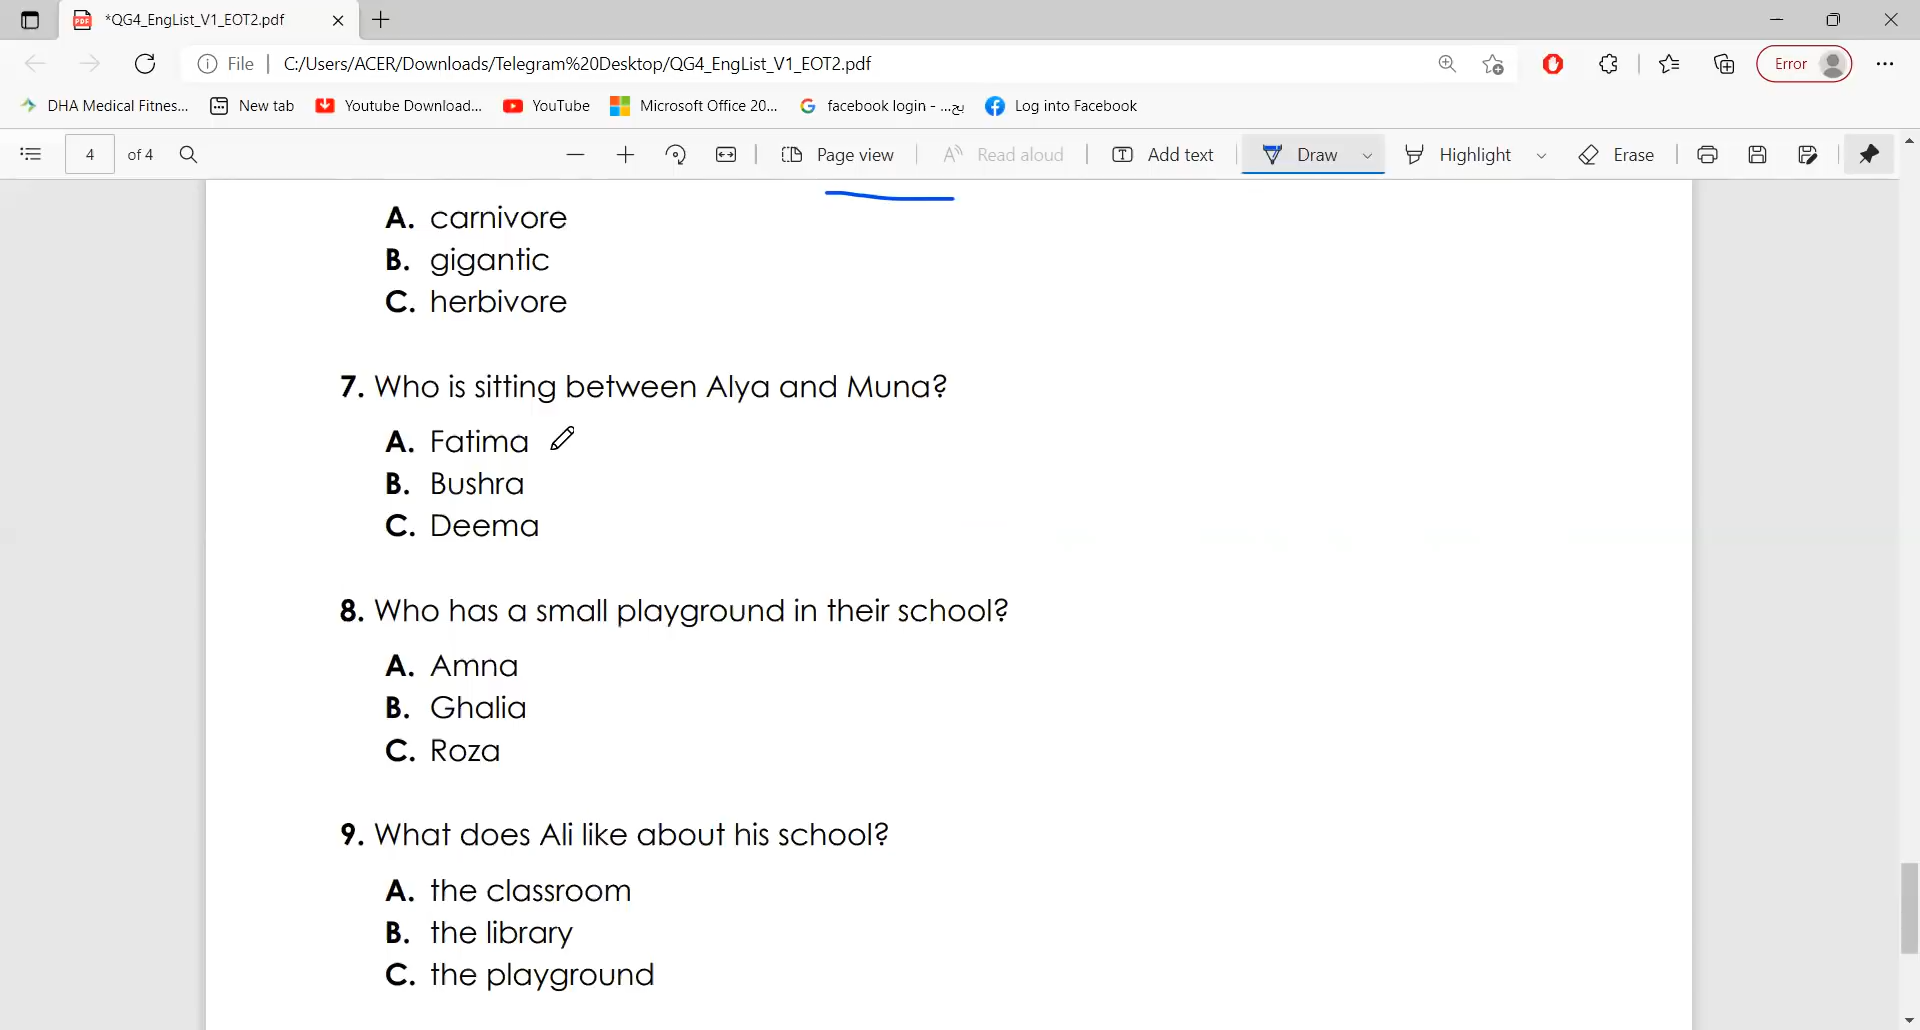 *QG4_EngList_V1_EOT2.pdf
File
C:/Users/ACER/Downloads/Telegram%20Desktop/QG4_EngList_V1_EOT2.pdf
Error
DHA Medical Fitnes...
New tab
Youtube Download...
YouTube
Microsoft Office 20...
facebook login - ...بح
Log into Facebook
4 of 4
Page view
Read aloud
Add text
Draw
Highlight
Erase
A. carnivore
B. gigantic
C. herbivore
7. Who is sitting between Alya and Muna?
A. Fatima
B. Bushra
C. Deema
8. Who has a small playground in their school?
A. Amna
B. Ghalia
C. Roza
9. What does Ali like about his school?
A. the classroom
B. the library
C. the playground